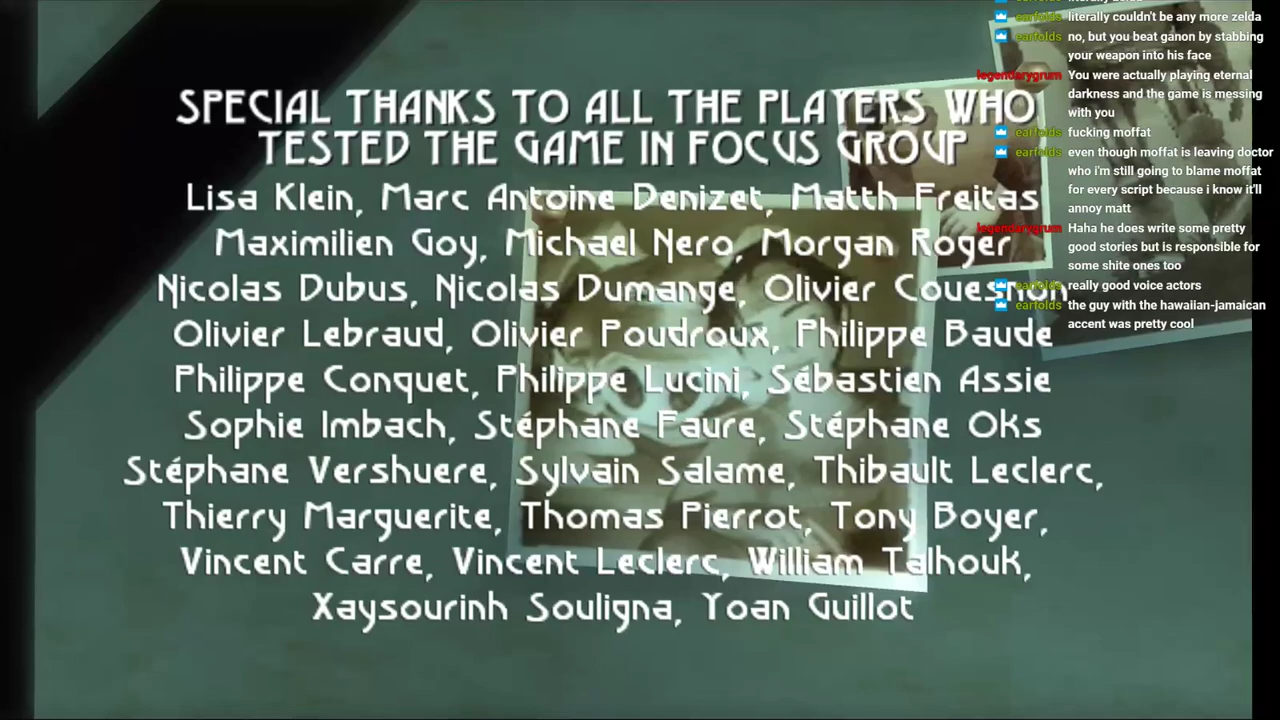 SPECIAL THANKS TO ALL THE PLAYERS WHO
TESTED THE GAME IN FOCUS GROUP
Lisa Klein, Marc Antoine Denizet, Matth Freitas
Maximilien Goy, Michael Nero, Morgan Roger
Nicolas Dubus, Nicolas Dumange, Olivier Couesnon
Olivier Lebraud, Olivier Poudroux, Philippe Baude
Philippe Conquet, Philippe Lucini, Sébastien Assie
Sophie Imbach, Stéphane Faure, Stéphane Oks
Stéphane Vershuere, Sylvain Salame, Thibault Leclerc,
Thierry Marguerite, Thomas Pierrot, Tony Boyer,
Vincent Carre, Vincent Leclerc, William Talhouk,
Xaysourinh Souligna, Yoan Guillot
earfolds literally couldn't be any more zelda
earfolds no, but you beat ganon by stabbing
your weapon into his face
legendarygrum You were actually playing eternal
darkness and the game is messing
with you
earfolds fucking moffat
earfolds even though moffat is leaving doctor
who i'm still going to blame moffat
for every script because i know it'll
annoy matt
legendarygrum Haha he does write some pretty
good stories but is responsible for
some shite ones too
earfolds really good voice actors
earfolds the guy with the hawaiian-jamaican
accent was pretty cool